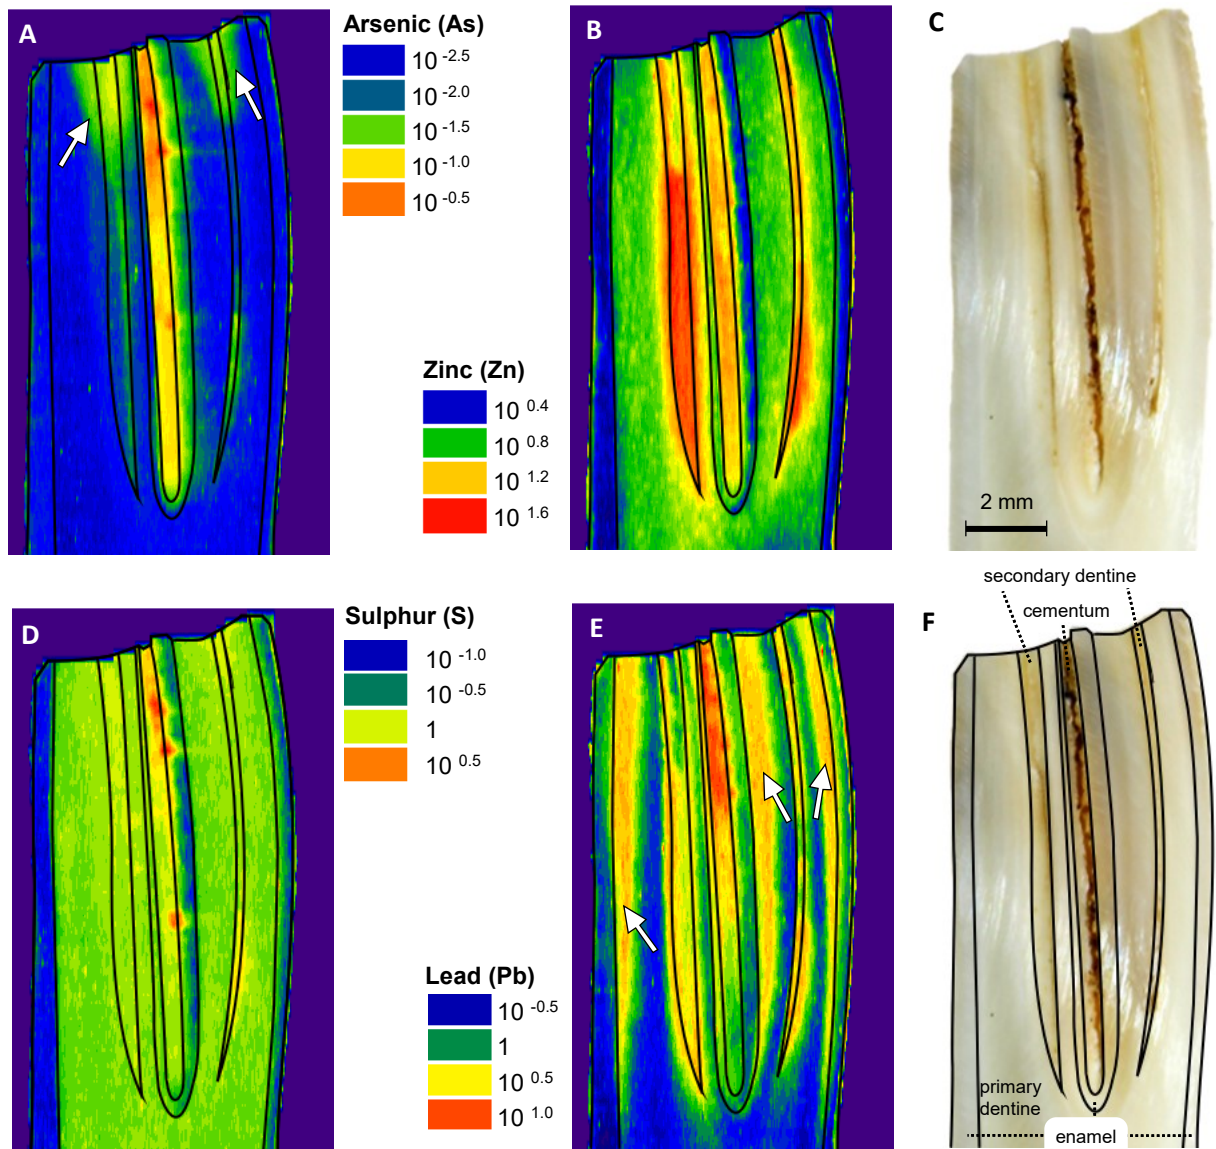 A
Arsenic (As)
10 -2.5
10 -2.0
10 -1.5
10 -1.0
10 -0.5
B
Zinc (Zn)
10 0.4
10 0.8
10 1.2
10 1.6
C
2 mm
D
Sulphur (S)
10 -1.0
10 -0.5
1
10 0.5
E
Lead (Pb)
10 -0.5
1
10 0.5
10 1.0
F
secondary dentine
cementum
primary
dentine
enamel